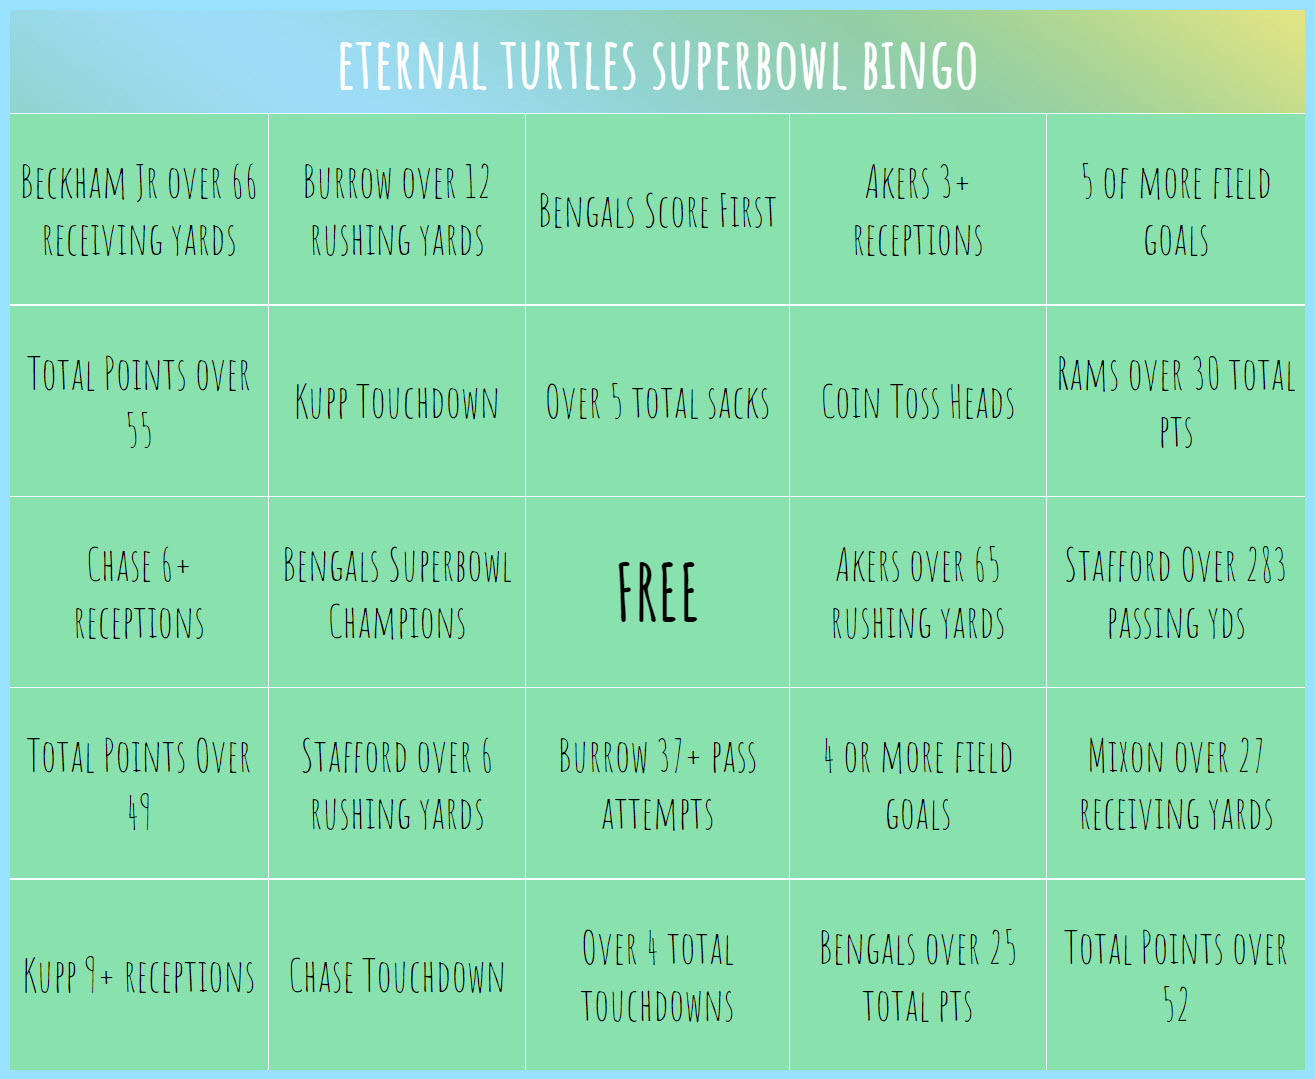 Eternal Turtles Superbowl Bingo
Beckham Jr over 66
receiving yards
Burrow over 12
rushing yards
Bengals Score First
Akers 3+
receptions
5 of more field
goals
Total Points over
55
Kupp Touchdown
Over 5 total sacks
Coin Toss Heads
Rams over 30 total
pts
Chase 6+
receptions
Bengals Superbowl
Champions
FREE
Akers over 65
rushing yards
Stafford Over 283
passing yds
Total Points Over
49
Stafford over 6
rushing yards
Burrow 37+ pass
attempts
4 or more field
goals
Mixon over 27
receiving yards
Kupp 9+ receptions
Chase Touchdown
Over 4 total
touchdowns
Bengals over 25
total pts
Total Points over
52